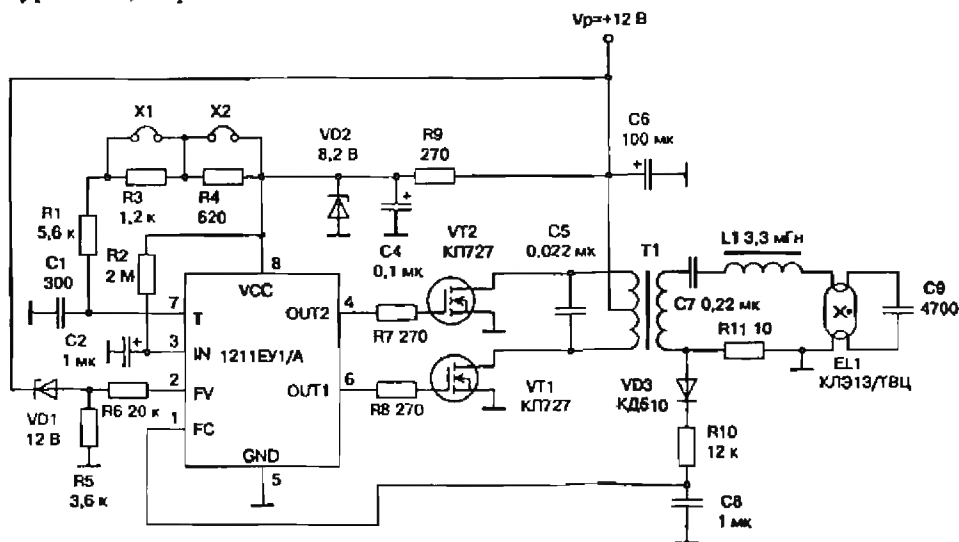 Vp=+12 В
X1
X2
VD2
8,2 В
R9
270
C6
100 мк
+
R3
1,2 к
R4
620
+
R1
5,6 к
C1
300
R2
2 М
C4
0,1 мк
VT2
КП727
C5
0,022 мк
T1
L1 3,3 мГн
C7 0,22 мк
C9
4700
8
VCC
7
T
OUT2
4
R7 270
C2
1 мк
+
3
IN
1211ЕУ1/А
R11 10
EL1
КЛЭ13/ТВЦ
2
FV
OUT1
6
R8 270
VT1
КП727
VD3
КД510
R6 20 к
VD1
12 В
1
FC
R5
3,6 к
GND
5
R10
12 к
C8
1 мк